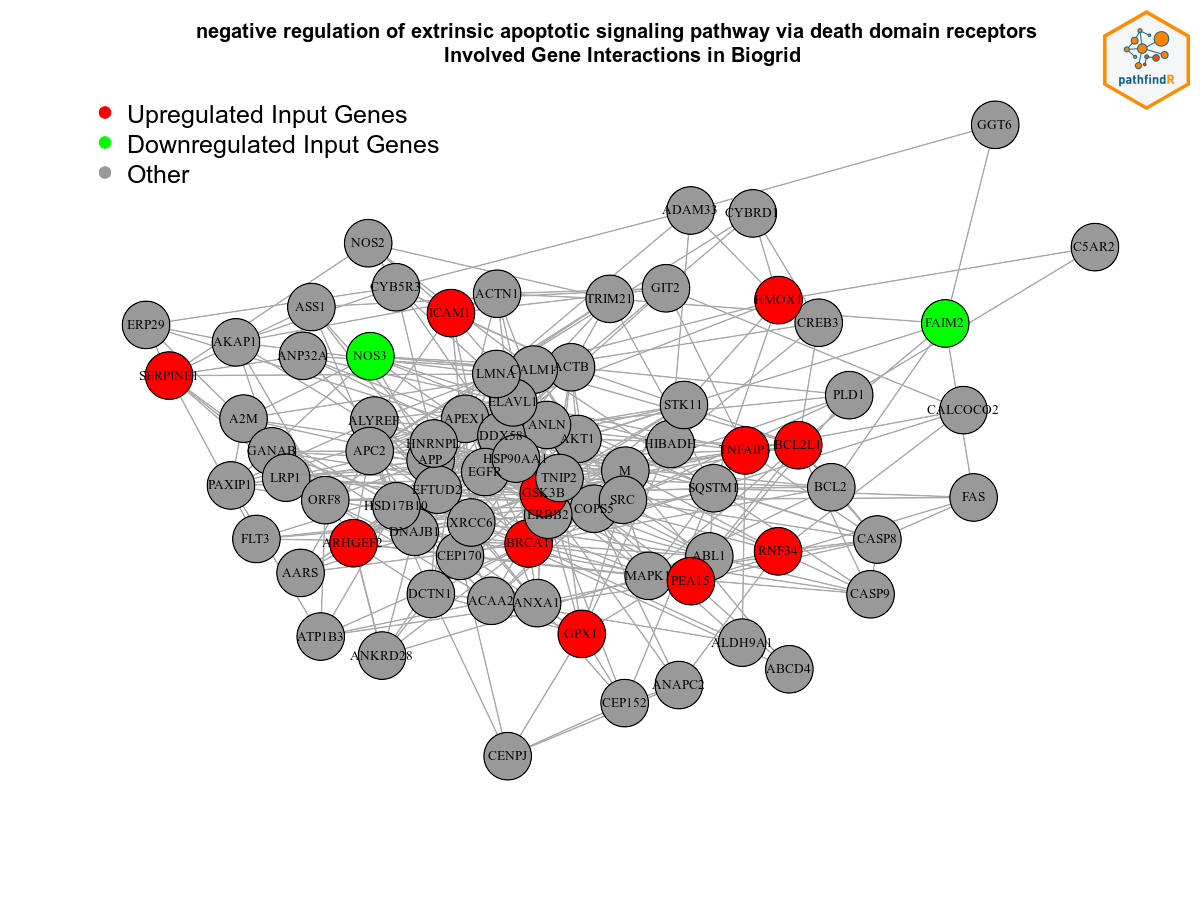 negative regulation of extrinsic apoptotic signaling pathway via death domain receptors
Involved Gene Interactions in Biogrid
pathfindR
Upregulated Input Genes
Downregulated Input Genes
Other
GGT6
ADAM33
CYBRD1
NOS2
C5AR2
CYB5R3
ACTN1
GIT2
TRIM21
HMOX1
ASS1
ICAM1
ERP29
CREB3
FAIM2
AKAP1
ANP32A
NOS3
SERPINE1
LMNA
CALM1
ACTB
PLD1
ELAVL1
STK11
CALCOCO2
A2M
ALYREF
APEX1
ANLN
DDX58
AKT1
GANAB
APC2
HNRNPL
APP
HSP90AA1
HIBADH
TNFAIP3
BCL2L1
EGFR
M
PAXIP1
LRP1
TNIP2
EFTUD2
GSK3B
SQSTM1
BCL2
FAS
ORF8
HSD17B10
SRC
COPS5
ERBB2
XRCC6
DNAJB1
FLT3
ARHGEF2
BRCA1
CASP8
RNF34
CEP170
ABL1
AARS
MAPK1
PEA15
DCTN1
ACAA2
ANXA1
CASP9
ATP1B3
GPX1
ALDH9A1
ANKRD28
ABCD4
ANAPC2
CEP152
CENPJ